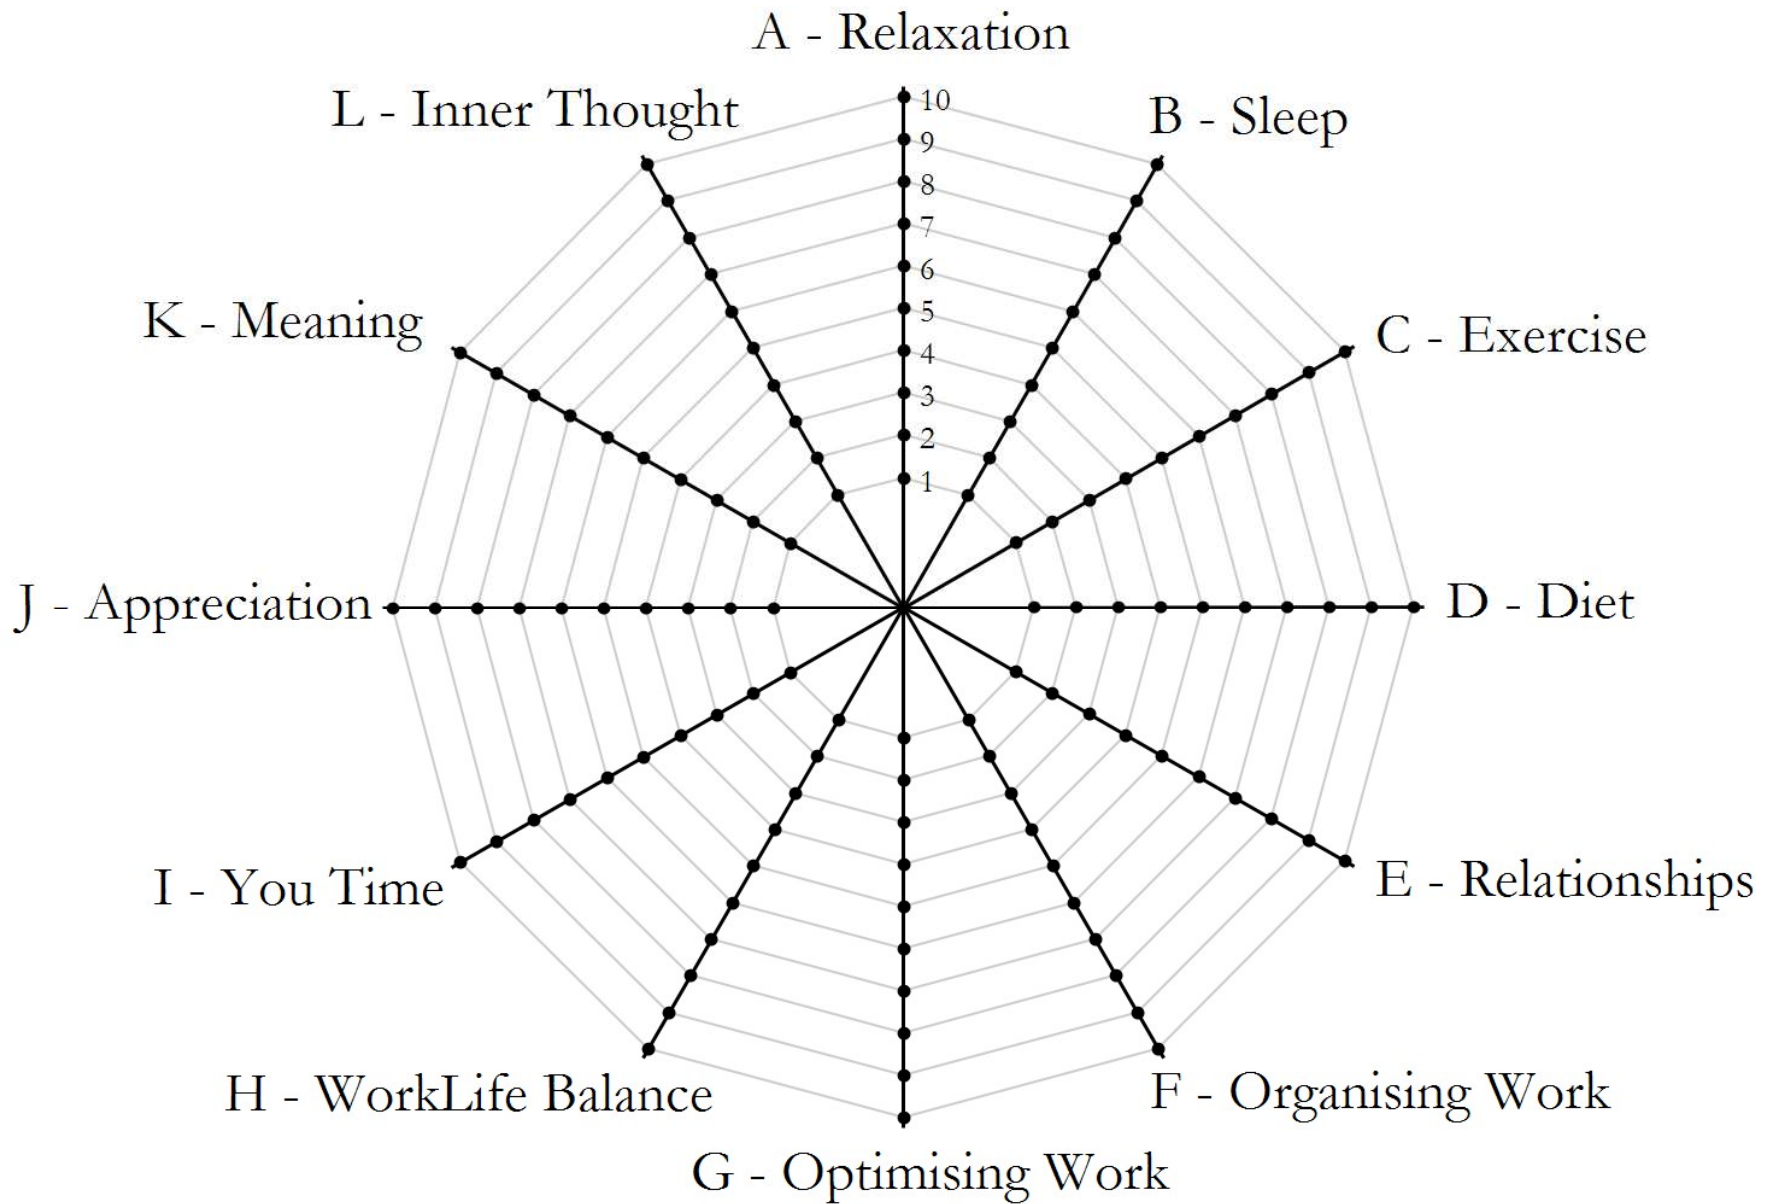 A - Relaxation
L - Inner Thought
B - Sleep
10
9
8
7
6
5
4
3
2
1
K - Meaning
C - Exercise
J - Appreciation
D - Diet
I - You Time
E - Relationships
H - WorkLife Balance
F - Organising Work
G - Optimising Work